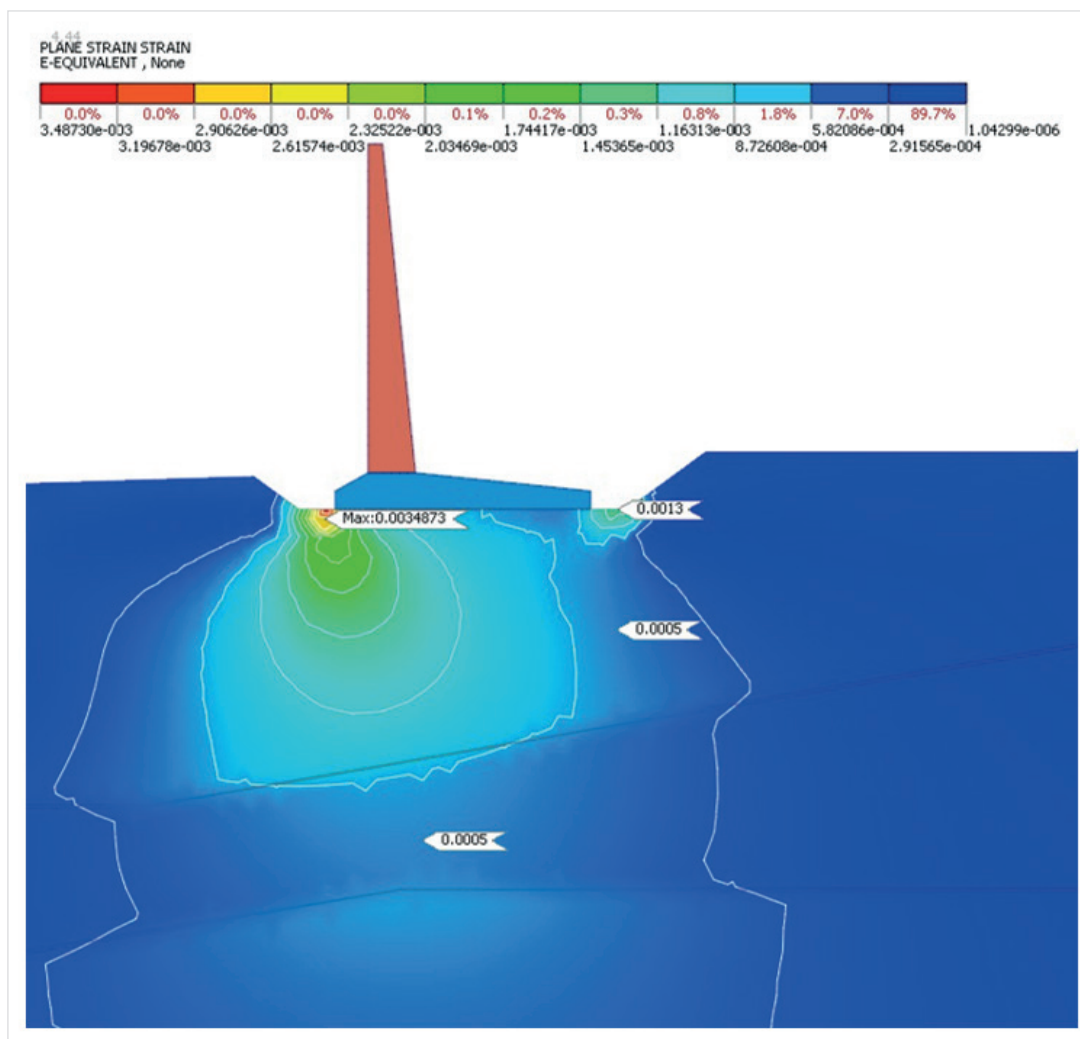 4.44
PLANE STRAIN STRAIN
E-EQUIVALENT , None
0.0% 0.0% 0.0% 0.0% 0.0% 0.1% 0.2% 0.3% 0.8% 1.8% 7.0% 89.7%
3.48730e-003 2.90626e-003 2.32522e-003 1.74417e-003 1.16313e-003 5.82086e-004 1.04299e-006
3.19678e-003 2.61574e-003 2.03469e-003 1.45365e-003 8.72608e-004 2.91565e-004
0.0013
Max:0.0034873
0.0005
0.0005